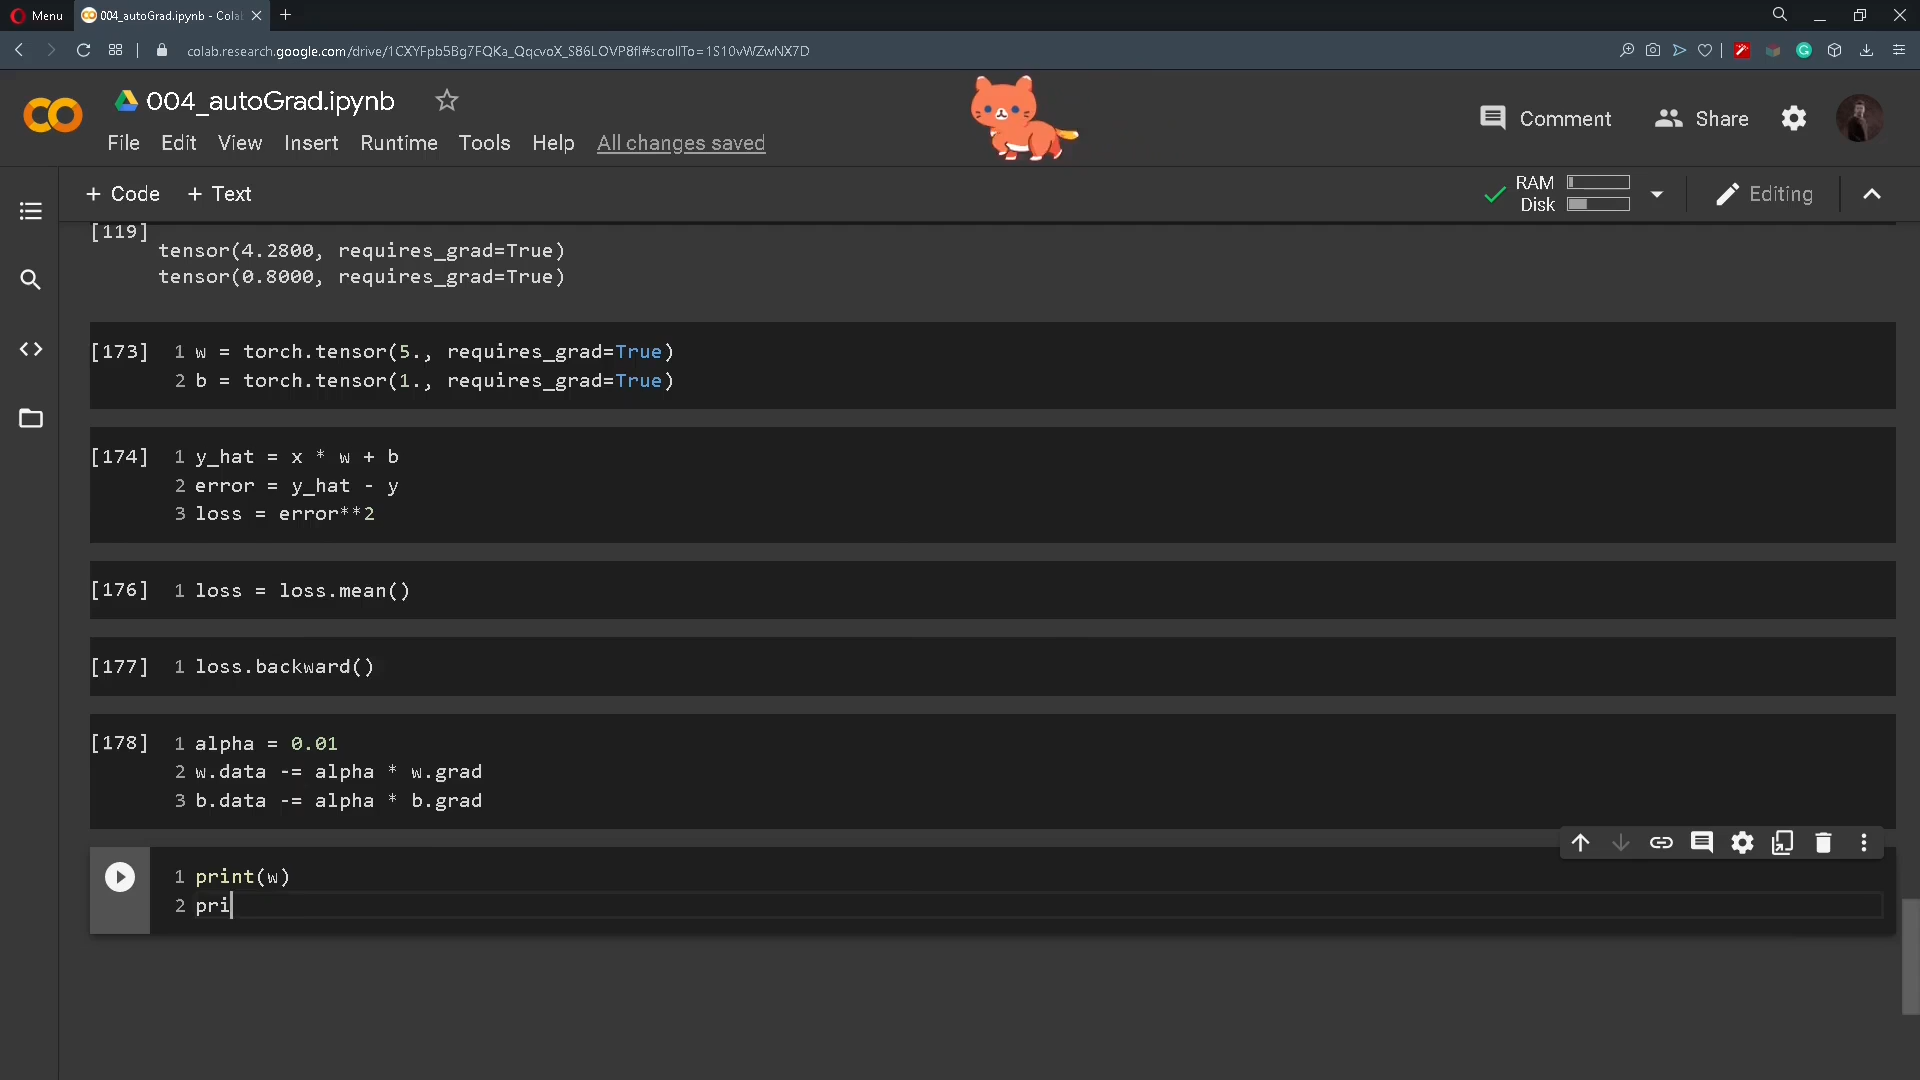 Menu
004_autoGrad.ipynb - Cola
colab.research.google.com/drive/1CXYFpb5Bg7FQKa_QqcvoX_S86LOVP8fI#scrollTo=1S10vWZwNX7D
004_autoGrad.ipynb
Comment
Share
File Edit View Insert Runtime Tools Help All changes saved
+ Code + Text
RAM
Disk
Editing
[119]
tensor(4.2800, requires_grad=True)
tensor(0.8000, requires_grad=True)
[173] 1 w = torch.tensor(5., requires_grad=True)
2 b = torch.tensor(1., requires_grad=True)
[174] 1 y_hat = x * w + b
2 error = y_hat - y
3 loss = error**2
[176] 1 loss = loss.mean()
[177] 1 loss.backward()
[178] 1 alpha = 0.01
2 w.data -= alpha * w.grad
3 b.data -= alpha * b.grad
1 print(w)
2 pri